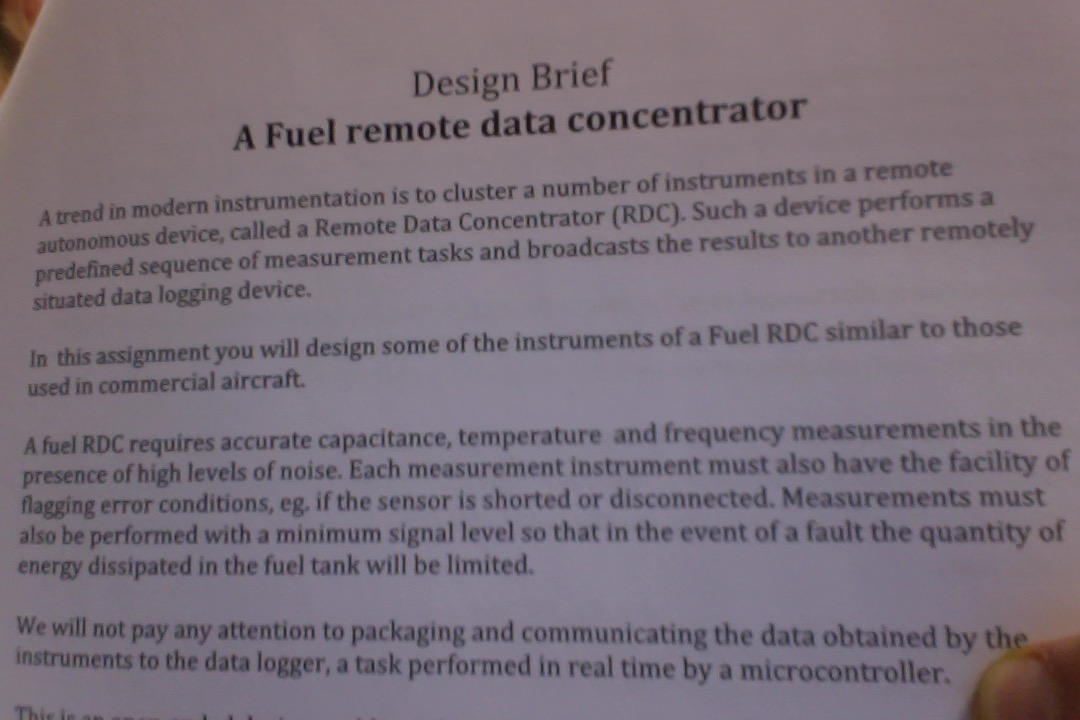 Design Brief
A Fuel remote data concentrator
A trend in modern instrumentation is to cluster a number of instruments in a remote
autonomous device, called a Remote Data Concentrator (RDC). Such a device performs a
predefined sequence of measurement tasks and broadcasts the results to another remotely
situated data logging device.
In this assignment you will design some of the instruments of a Fuel RDC similar to those
used in commercial aircraft.
A fuel RDC requires accurate capacitance, temperature and frequency measurements in the
presence of high levels of noise. Each measurement instrument must also have the facility of
flagging error conditions, eg. if the sensor is shorted or disconnected. Measurements must
also be performed with a minimum signal level so that in the event of a fault the quantity of
energy dissipated in the fuel tank will be limited.
We will not pay any attention to packaging and communicating the data obtained by the
instruments to the data logger, a task performed in real time by a microcontroller.
This is an